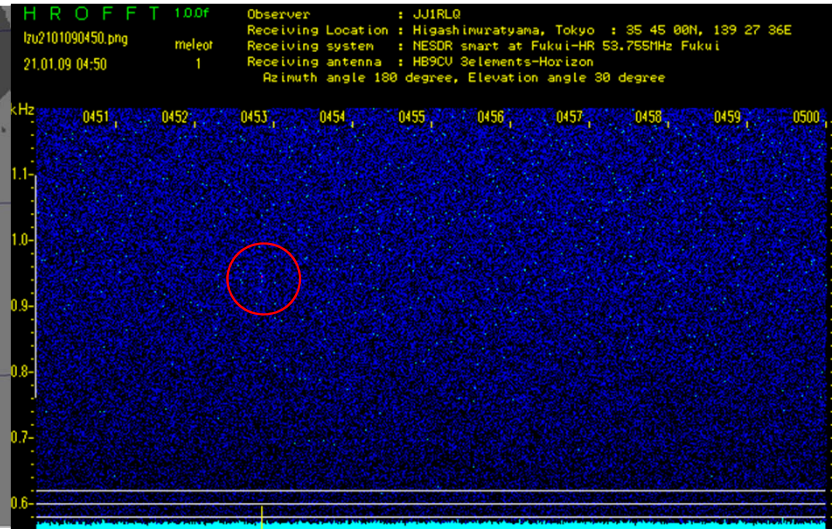 H R O F F T 1.0.0f
Izu2101090450.png
meleot
21.01.09 04:50
1
Observer : JJ1RLQ
Receiving Location : Higashimuratyama, Tokyo : 35 45 00N, 139 27 36E
Receiving system : NESDR smart at Fukui-HR 53.755MHz Fukui
Receiving antenna : HB9CV 3elements-Horizon
Azimuth angle 180 degree, Elevation angle 30 degree
kHz
0451 0452 0453 0454 0455 0456 0457 0458 0459 0500
1.1
1.0
0.9
0.8
0.7
0.6